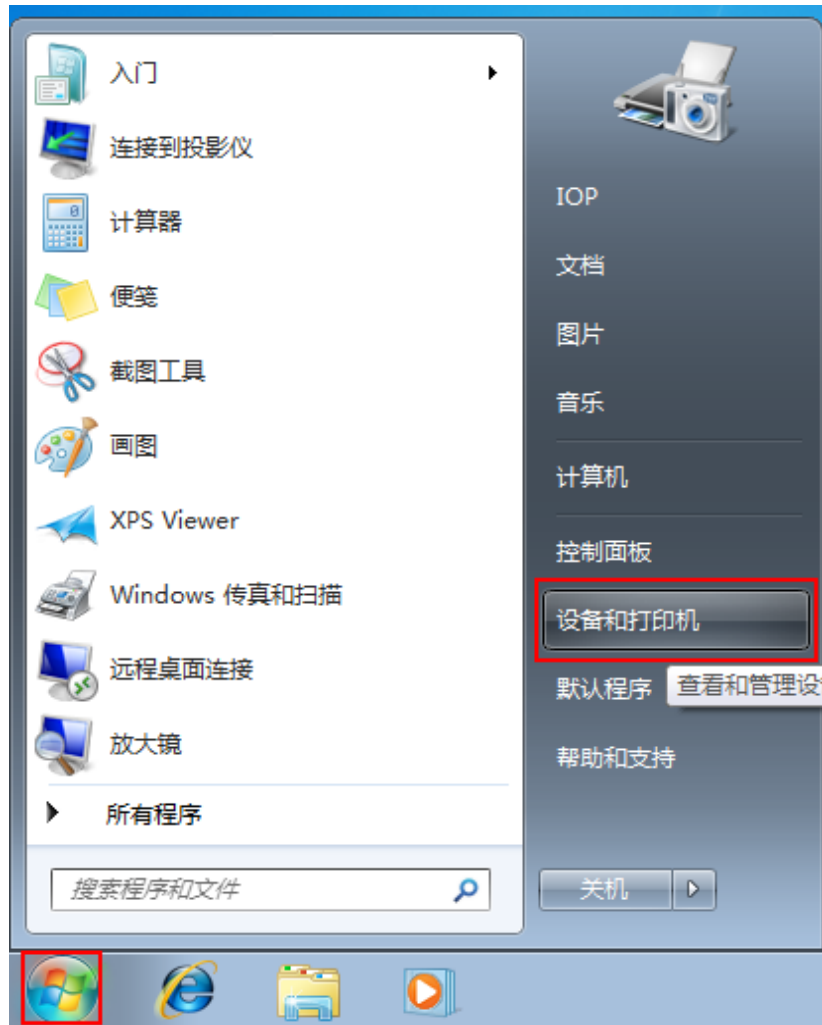 入门
连接到投影仪
计算器
便笺
截图工具
画图
XPS Viewer
Windows 传真和扫描
远程桌面连接
放大镜
所有程序
搜索程序和文件
IOP
文档
图片
音乐
计算机
控制面板
设备和打印机
默认程序
查看和管理设
帮助和支持
关机